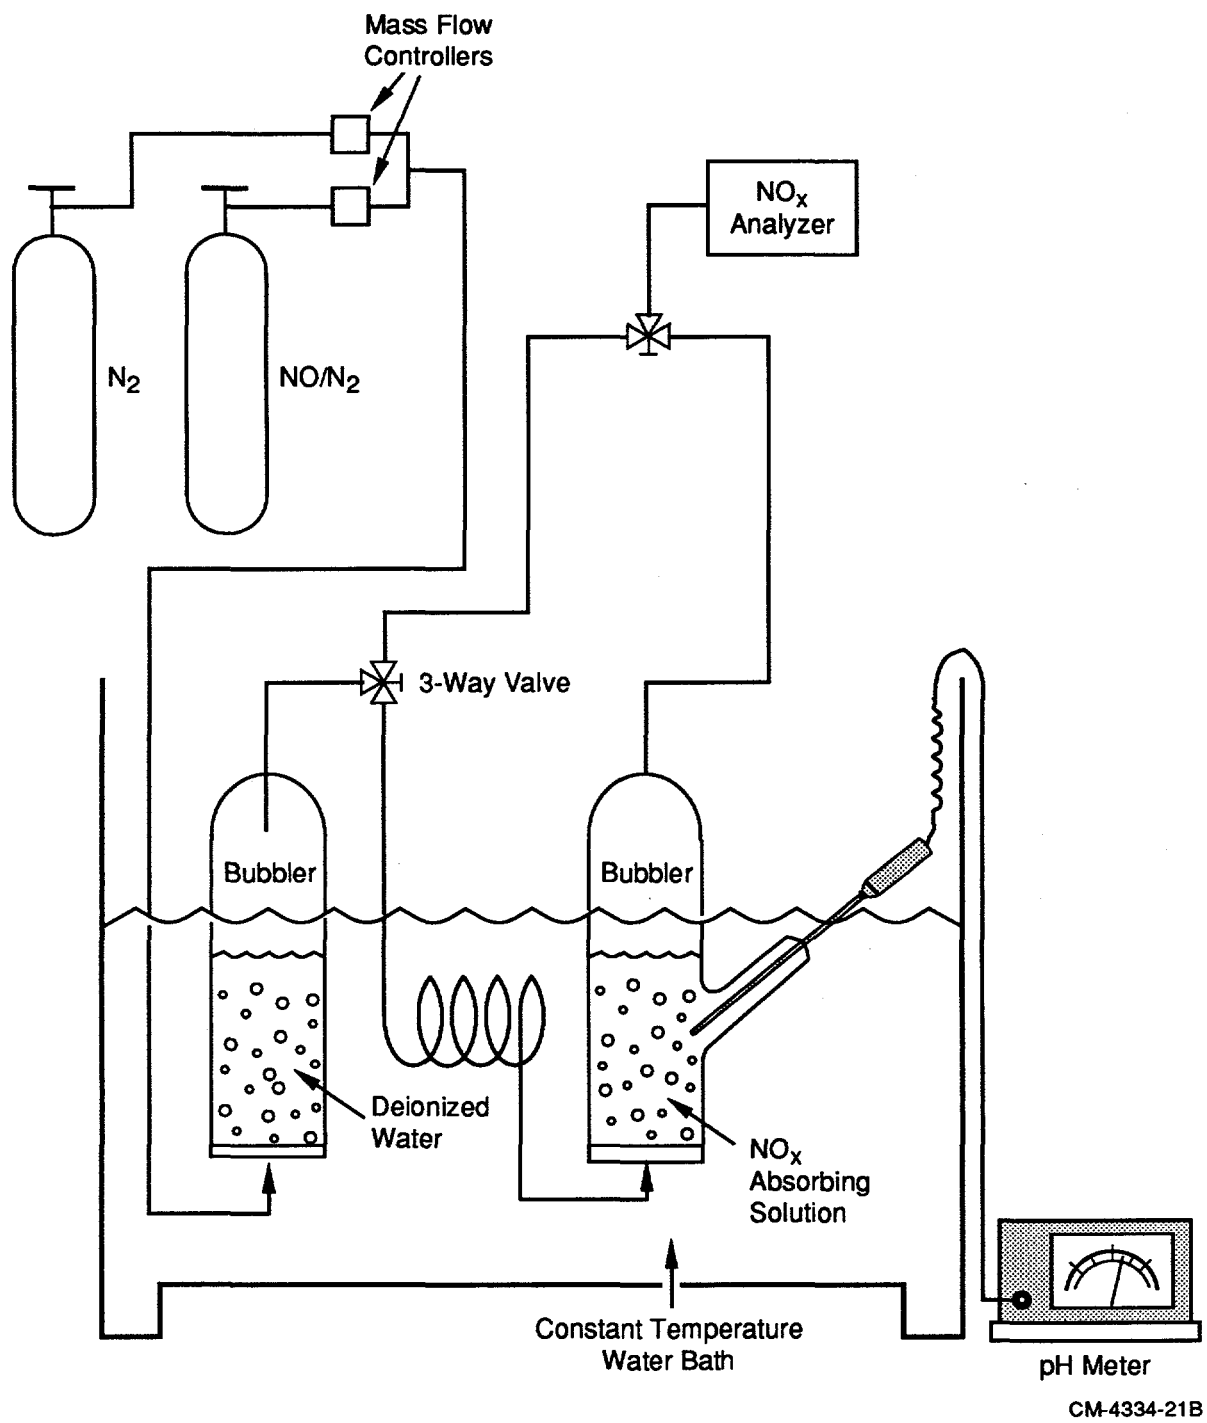 Mass Flow
Controllers
NOₓ
Analyzer
N₂
NO/N₂
3-Way Valve
Bubbler
Bubbler
Deionized
Water
NOₓ
Absorbing
Solution
Constant Temperature
Water Bath
pH Meter
CM-4334-21B